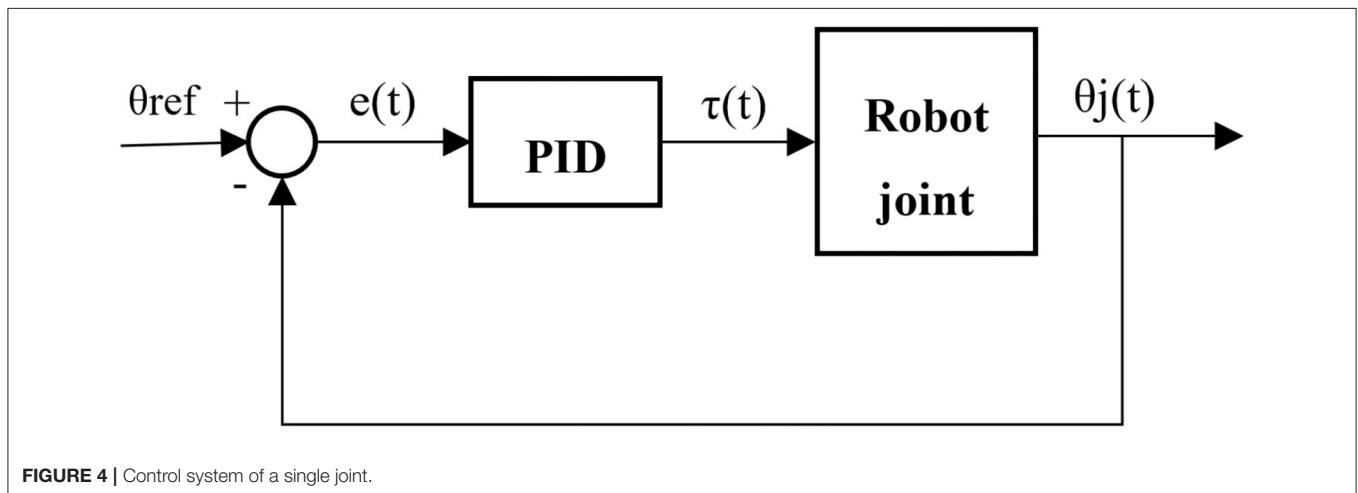 θref + e(t) τ(t) θj(t)
-
PID
Robot
joint
FIGURE 4 | Control system of a single joint.